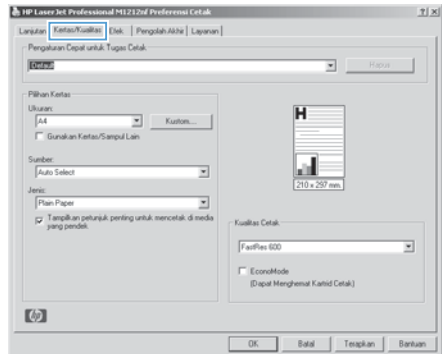 HP LaserJet Professional M1212nf Preferensi Cetak
Lanjutan Kertas/Kualitas Efek Pengolah Akhir Layanan
Pengaturan Cepat untuk Tugas Cetak
Default
Hapus
Pilihan Kertas
Ukuran:
A4
Kustom...
Gunakan Kertas/Sampul Lain
Sumber:
Auto Select
Jenis:
Plain Paper
Tampilkan petunjuk penting untuk mencetak di media
yang pendek.
H
210 × 297 mm.
Kualitas Cetak
FastRes 600
EconoMode
(Dapat Menghemat Kartrid Cetak)
hp
OK Batal Terapkan Bantuan